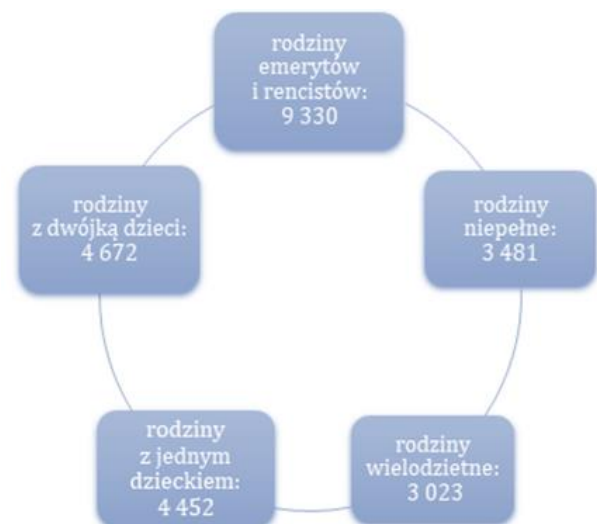 rodziny
emerytów
i rencistów:
9 330
rodziny
niepełne:
3 481
rodziny
wielodzietne:
3 023
rodziny
z jednym
dzieckiem:
4 452
rodziny
z dwójką dzieci:
4 672